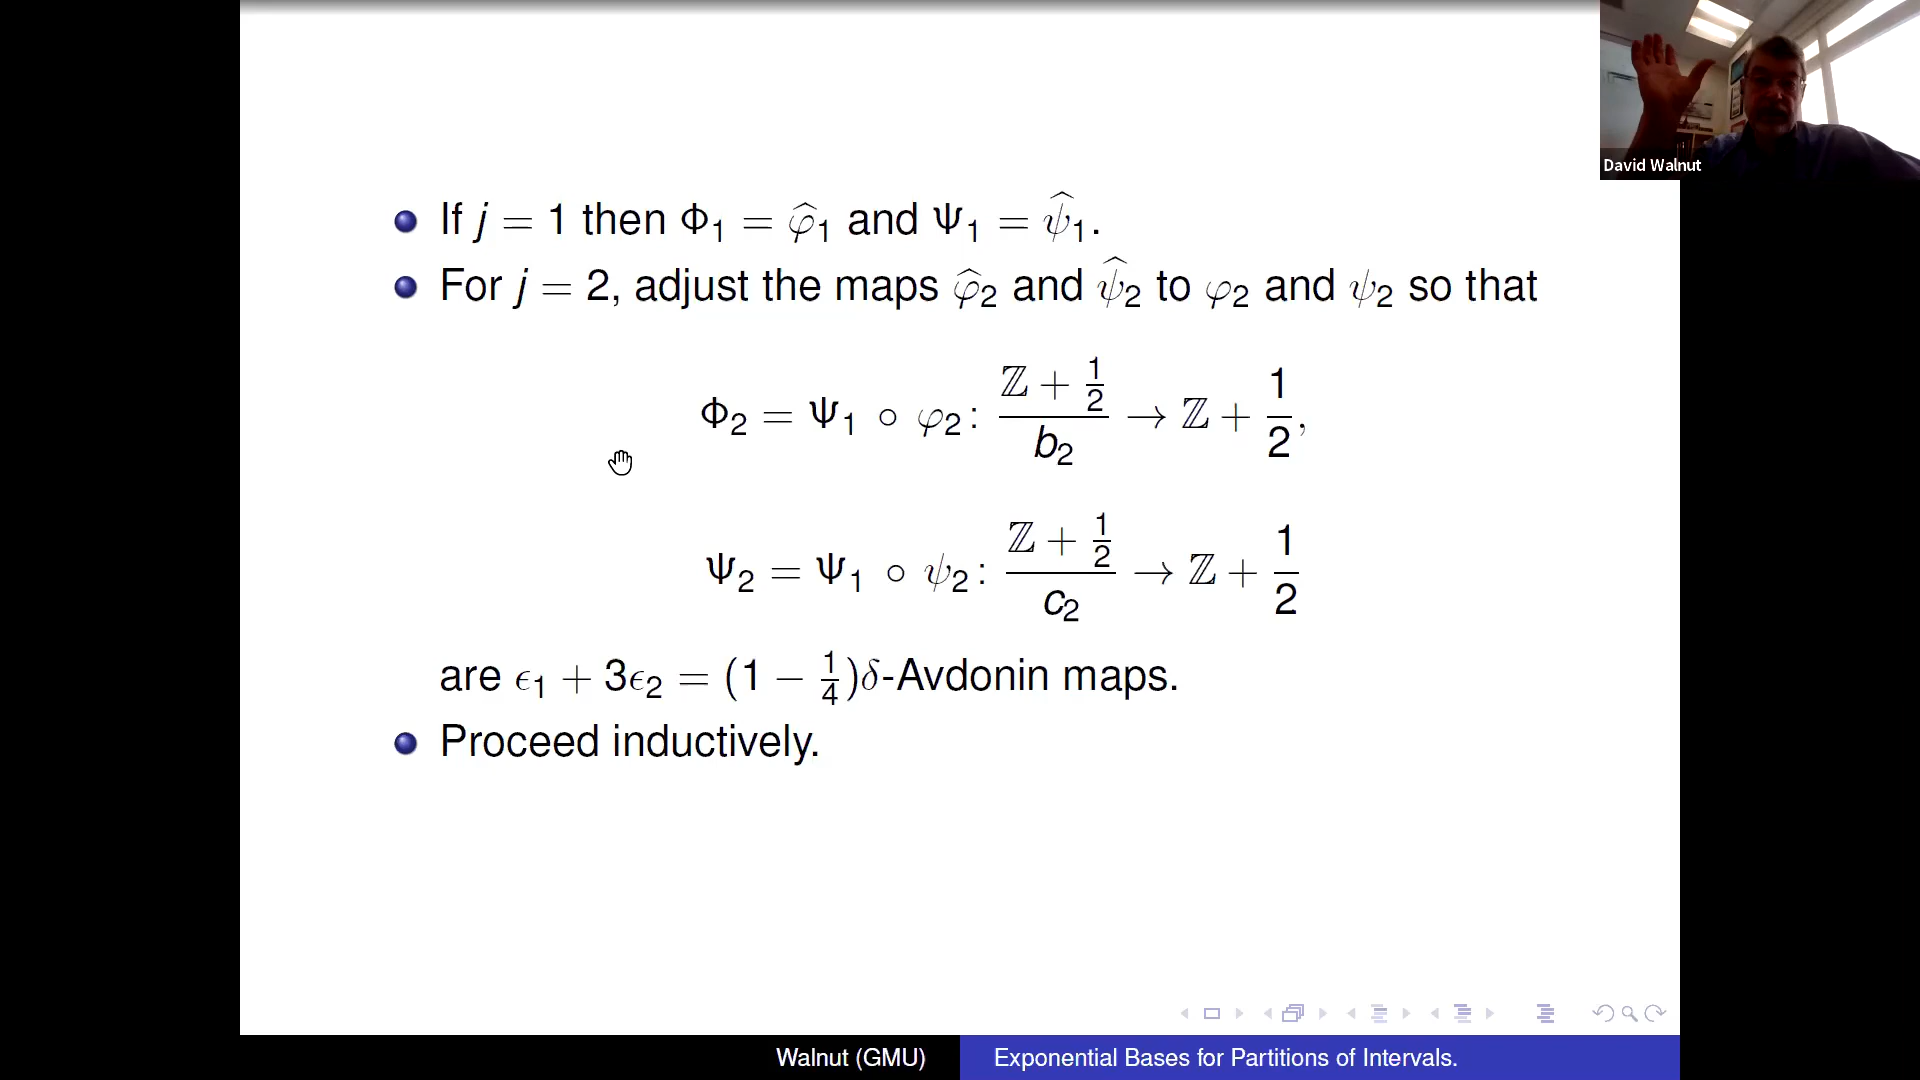 David Walnut
If j = 1 then Φ₁ = φ̂₁ and Ψ₁ = ψ̂₁.
For j = 2, adjust the maps φ̂₂ and ψ̂₂ to φ₂ and ψ₂ so that
Φ₂ = Ψ₁ ∘ φ₂: (ℤ + 1/2)/b₂ → ℤ + 1/2,
Ψ₂ = Ψ₁ ∘ ψ₂: (ℤ + 1/2)/c₂ → ℤ + 1/2
are ϵ₁ + 3ϵ₂ = (1 − 1/4)δ-Avdonin maps.
Proceed inductively.
Walnut (GMU)
Exponential Bases for Partitions of Intervals.